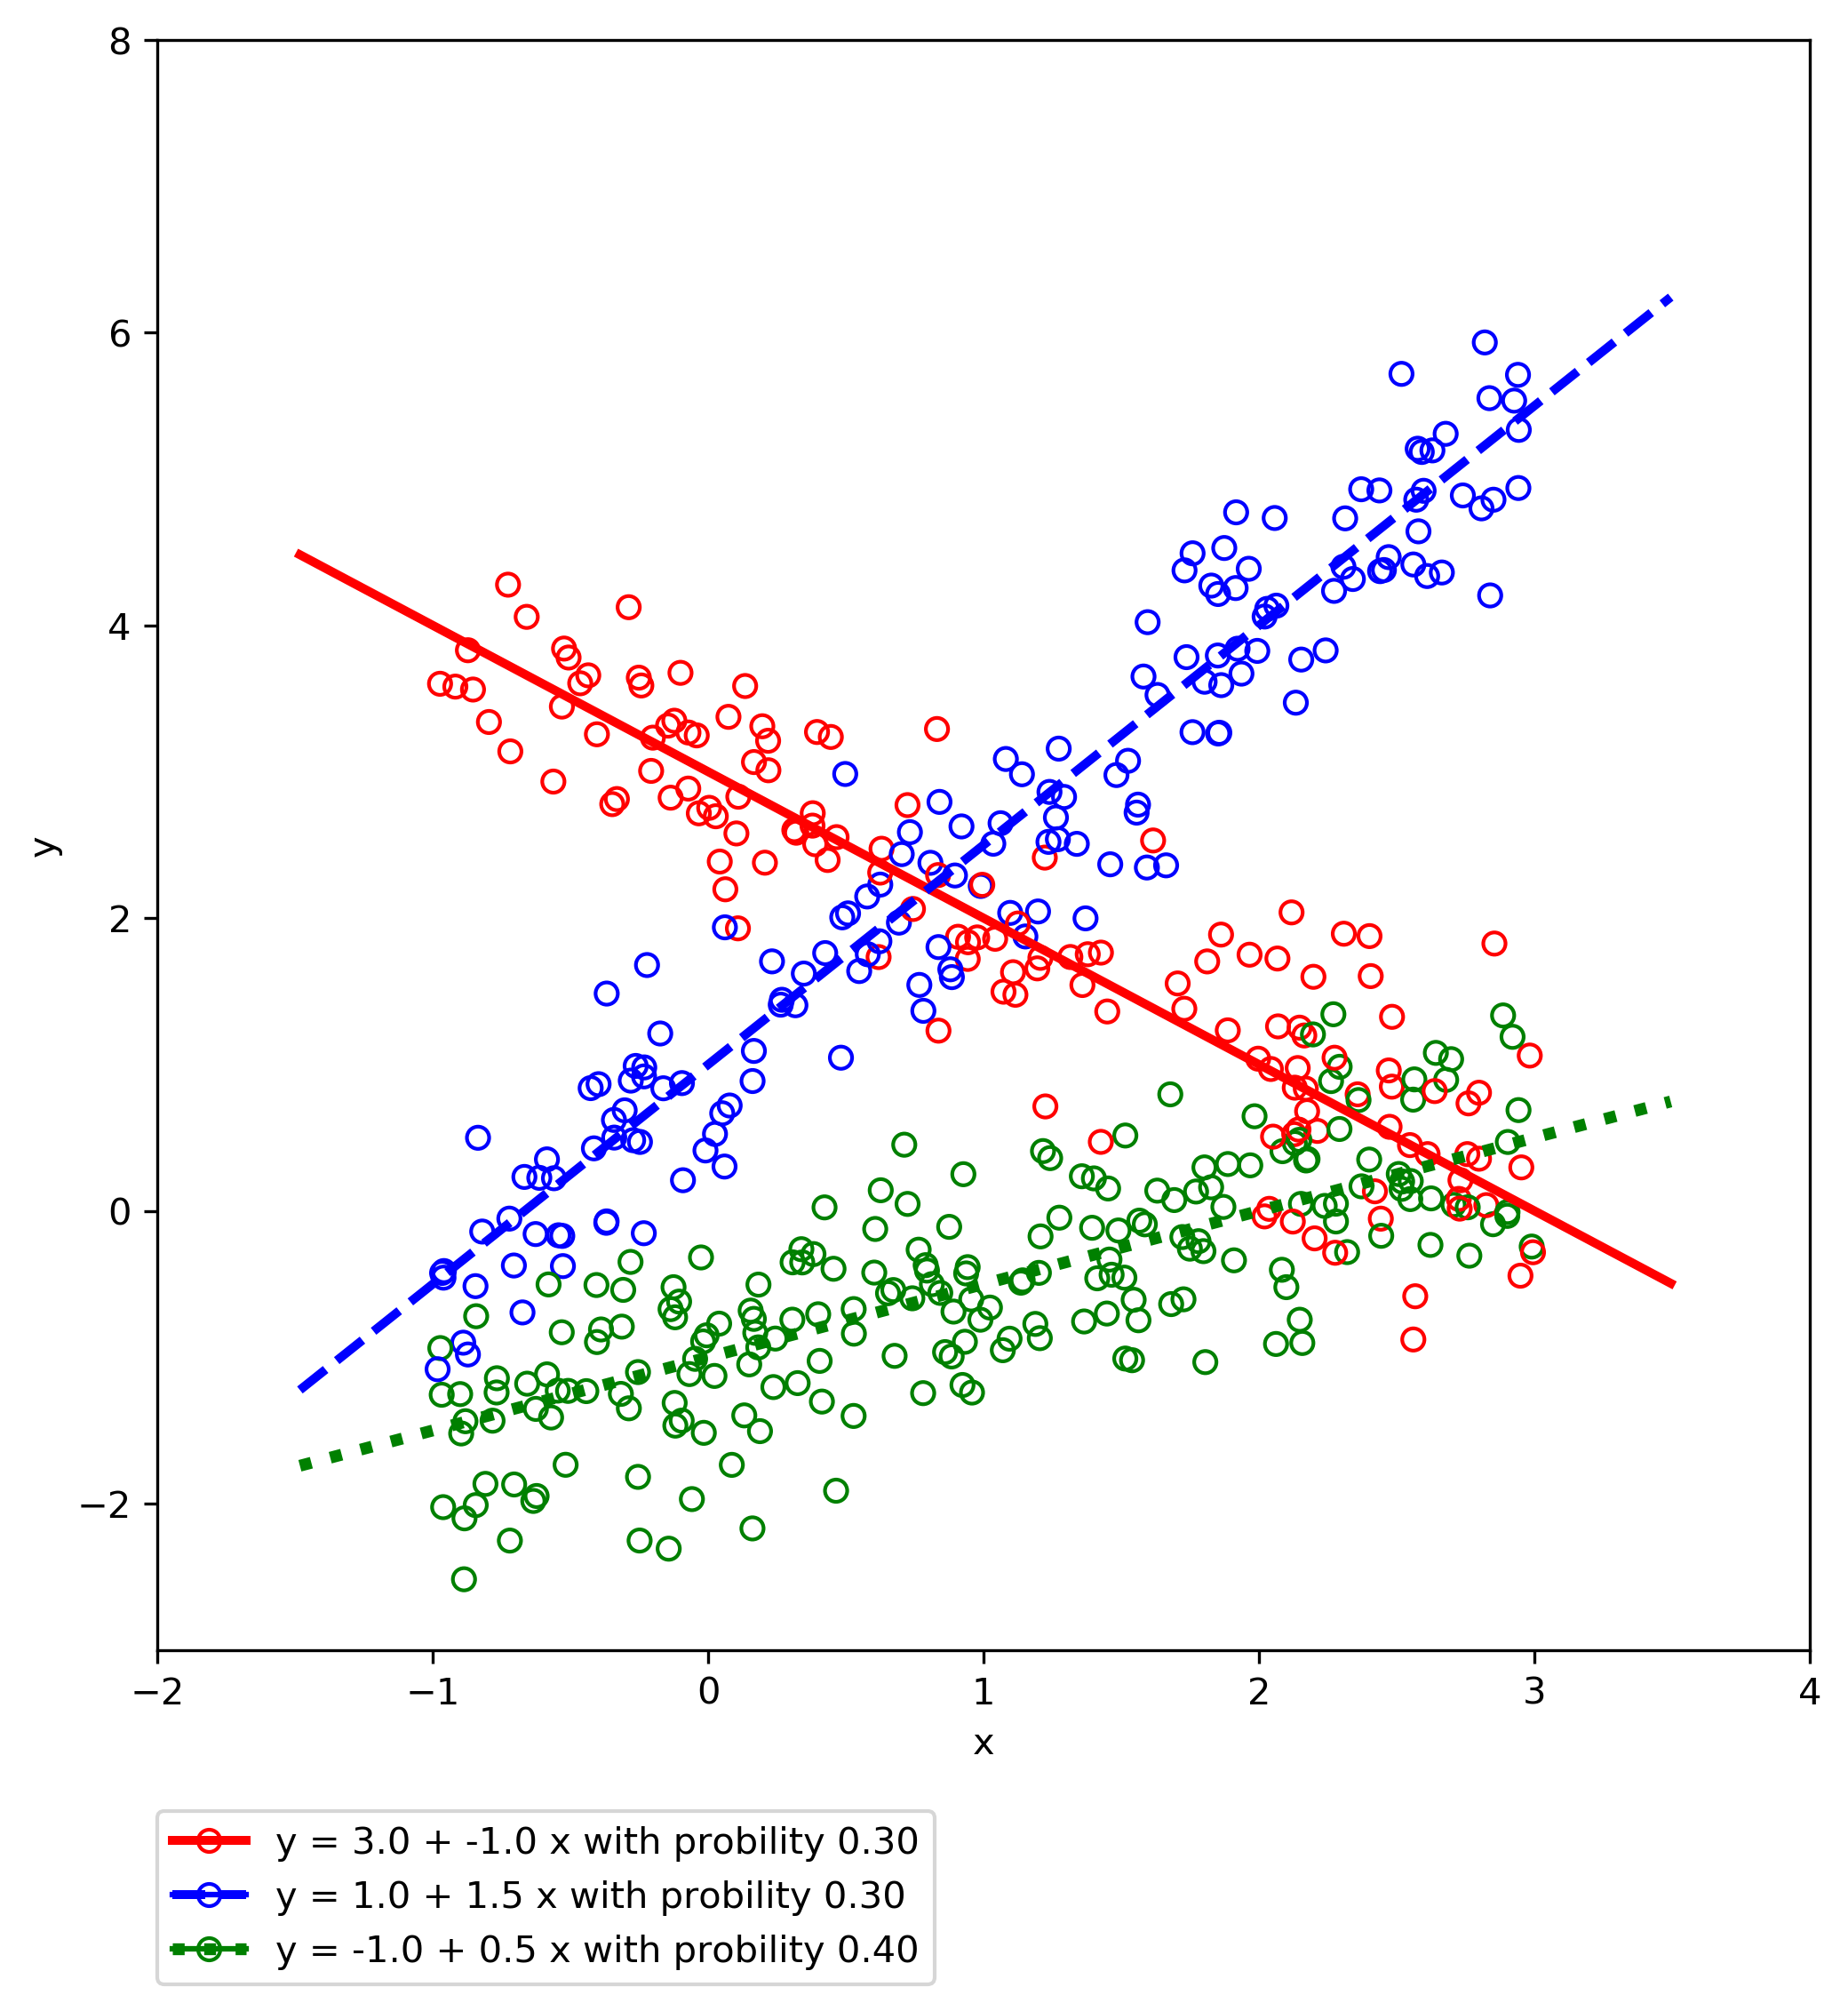 8
6
4
2
0
−2
y
−2 −1 0 1 2 3 4
x
y = 3.0 + -1.0 x with probility 0.30
y = 1.0 + 1.5 x with probility 0.30
y = -1.0 + 0.5 x with probility 0.40